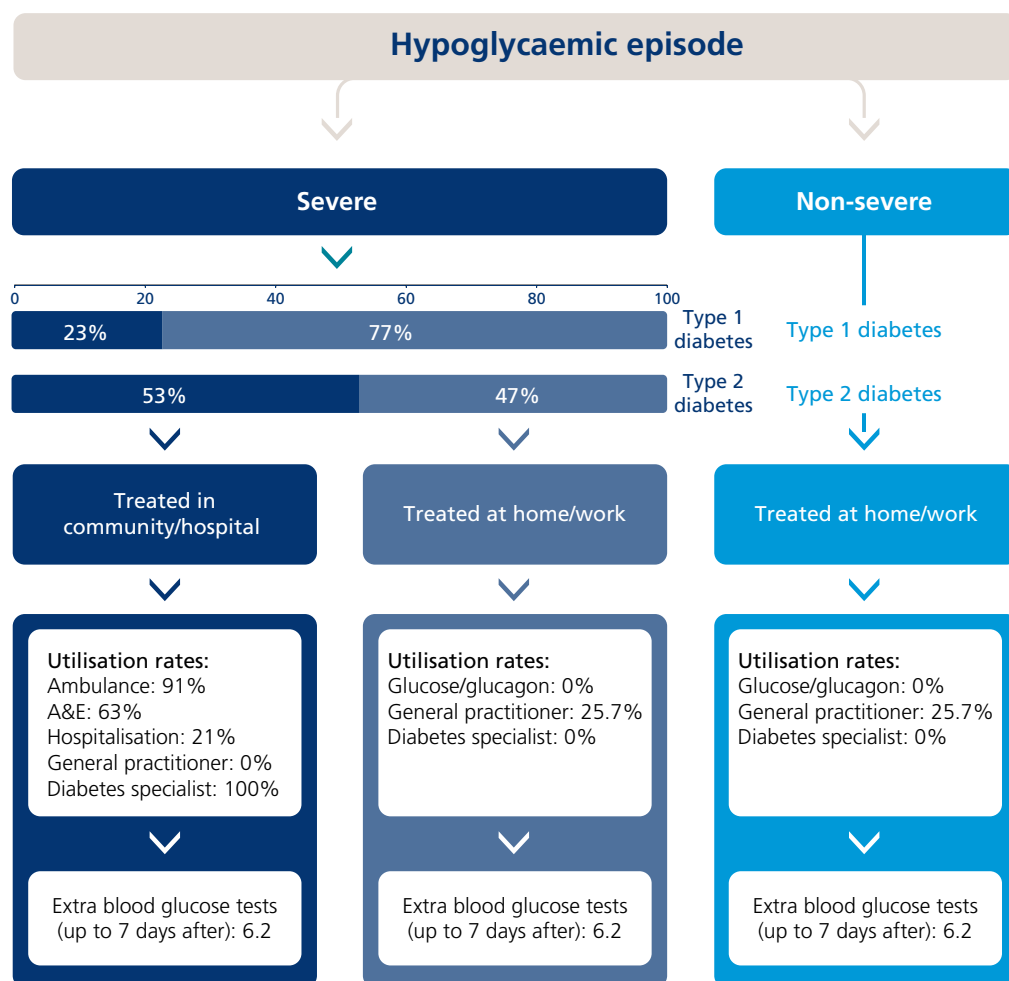 Hypoglycaemic episode
Severe
Non-severe
0 20 40 60 80 100
23% 77%
Type 1
diabetes
Type 1 diabetes
53% 47%
Type 2
diabetes
Type 2 diabetes
Treated in
community/hospital
Treated at home/work
Treated at home/work
Utilisation rates:
Ambulance: 91%
A&E: 63%
Hospitalisation: 21%
General practitioner: 0%
Diabetes specialist: 100%
Utilisation rates:
Glucose/glucagon: 0%
General practitioner: 25.7%
Diabetes specialist: 0%
Utilisation rates:
Glucose/glucagon: 0%
General practitioner: 25.7%
Diabetes specialist: 0%
Extra blood glucose tests
(up to 7 days after): 6.2
Extra blood glucose tests
(up to 7 days after): 6.2
Extra blood glucose tests
(up to 7 days after): 6.2